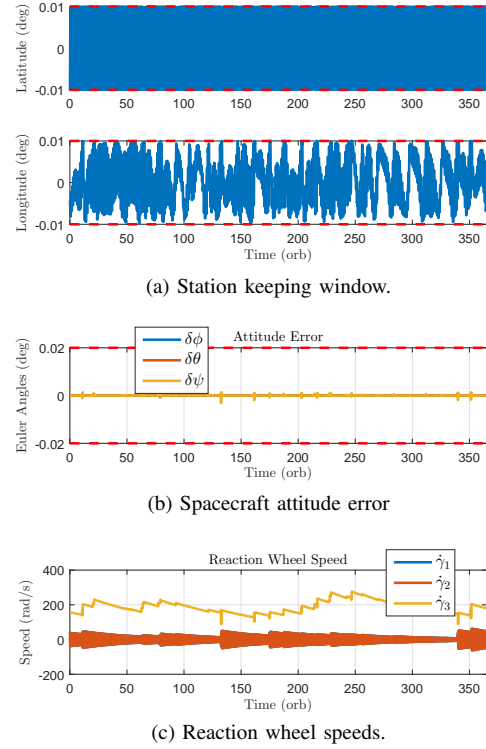 0.01
0
-0.01
Latitude (deg)
0 50 100 150 200 250 300 350
0.01
0
-0.01
Longitude (deg)
0 50 100 150 200 250 300 350
Time (orb)
(a) Station keeping window.
Attitude Error
δϕ
δθ
δψ
0.02
0
-0.02
Euler Angles (deg)
0 50 100 150 200 250 300 350
Time (orb)
(b) Spacecraft attitude error
Reaction Wheel Speed
γ̇1
γ̇2
γ̇3
400
200
0
-200
Speed (rad/s)
0 50 100 150 200 250 300 350
Time (orb)
(c) Reaction wheel speeds.